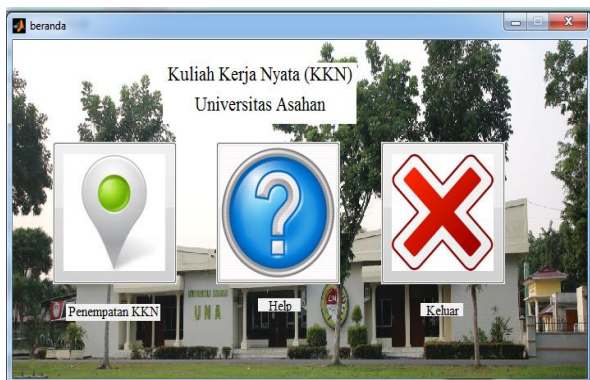 beranda
Kuliah Kerja Nyata (KKN)
Universitas Asahan
UNA
Penempatan KKN
Help
Keluar